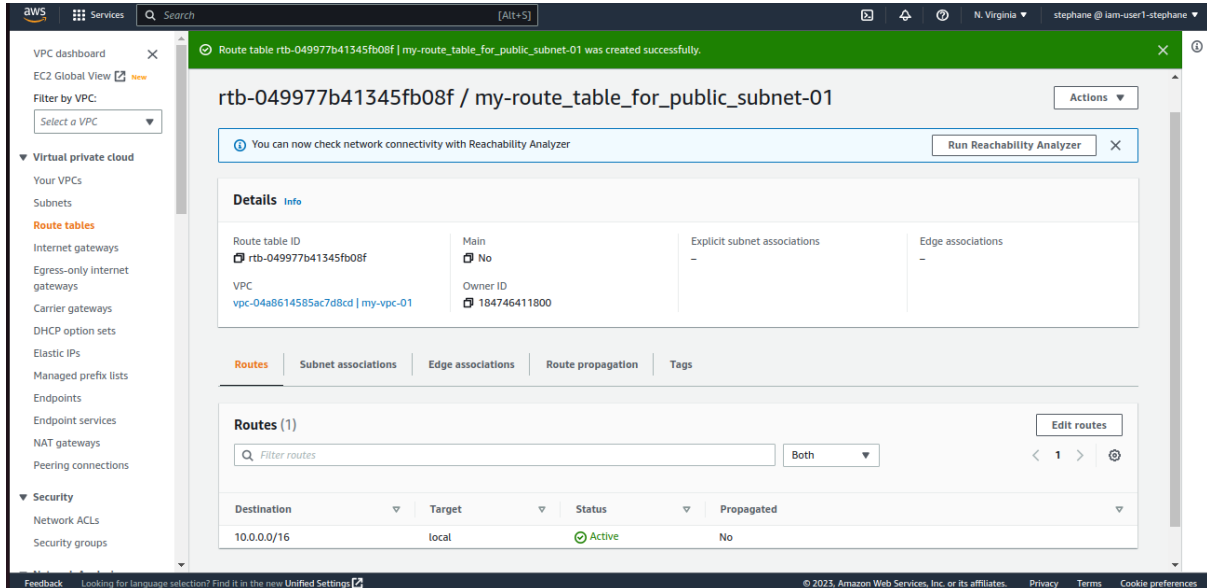 aws Services Search [Alt+S] N. Virginia ▼ stephane @ iam-user1-stephane ▼
VPC dashboard
EC2 Global View New
Filter by VPC:
Select a VPC
Virtual private cloud
Your VPCs
Subnets
Route tables
Internet gateways
Egress-only internet
gateways
Carrier gateways
DHCP option sets
Elastic IPs
Managed prefix lists
Endpoints
Endpoint services
NAT gateways
Peering connections
Security
Network ACLs
Security groups
Route table rtb-049977b41345fb08f | my-route_table_for_public_subnet-01 was created successfully.
rtb-049977b41345fb08f / my-route_table_for_public_subnet-01 Actions ▼
You can now check network connectivity with Reachability Analyzer Run Reachability Analyzer
Details Info
Route table ID Main Explicit subnet associations Edge associations
rtb-049977b41345fb08f No – –
VPC Owner ID
vpc-04a8614585ac7d8cd | my-vpc-01 184746411800
Routes Subnet associations Edge associations Route propagation Tags
Routes (1) Edit routes
Filter routes Both 1
Destination Target Status Propagated
10.0.0.0/16 local Active No
Feedback Looking for language selection? Find it in the new Unified Settings © 2023, Amazon Web Services, Inc. or its affiliates. Privacy Terms Cookie preferences